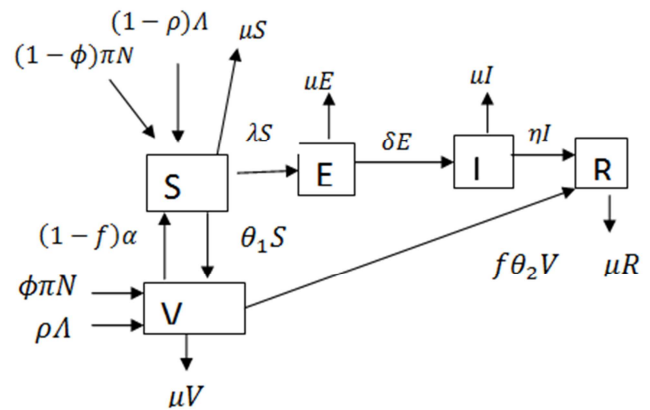 (1 − ρ)Λ
μS
(1 − ϕ)πN
μE
μI
λS
δE
ηI
S
E
I
R
(1 − f)α
θ₁S
fθ₂V
μR
ϕπN
ρΛ
V
μV